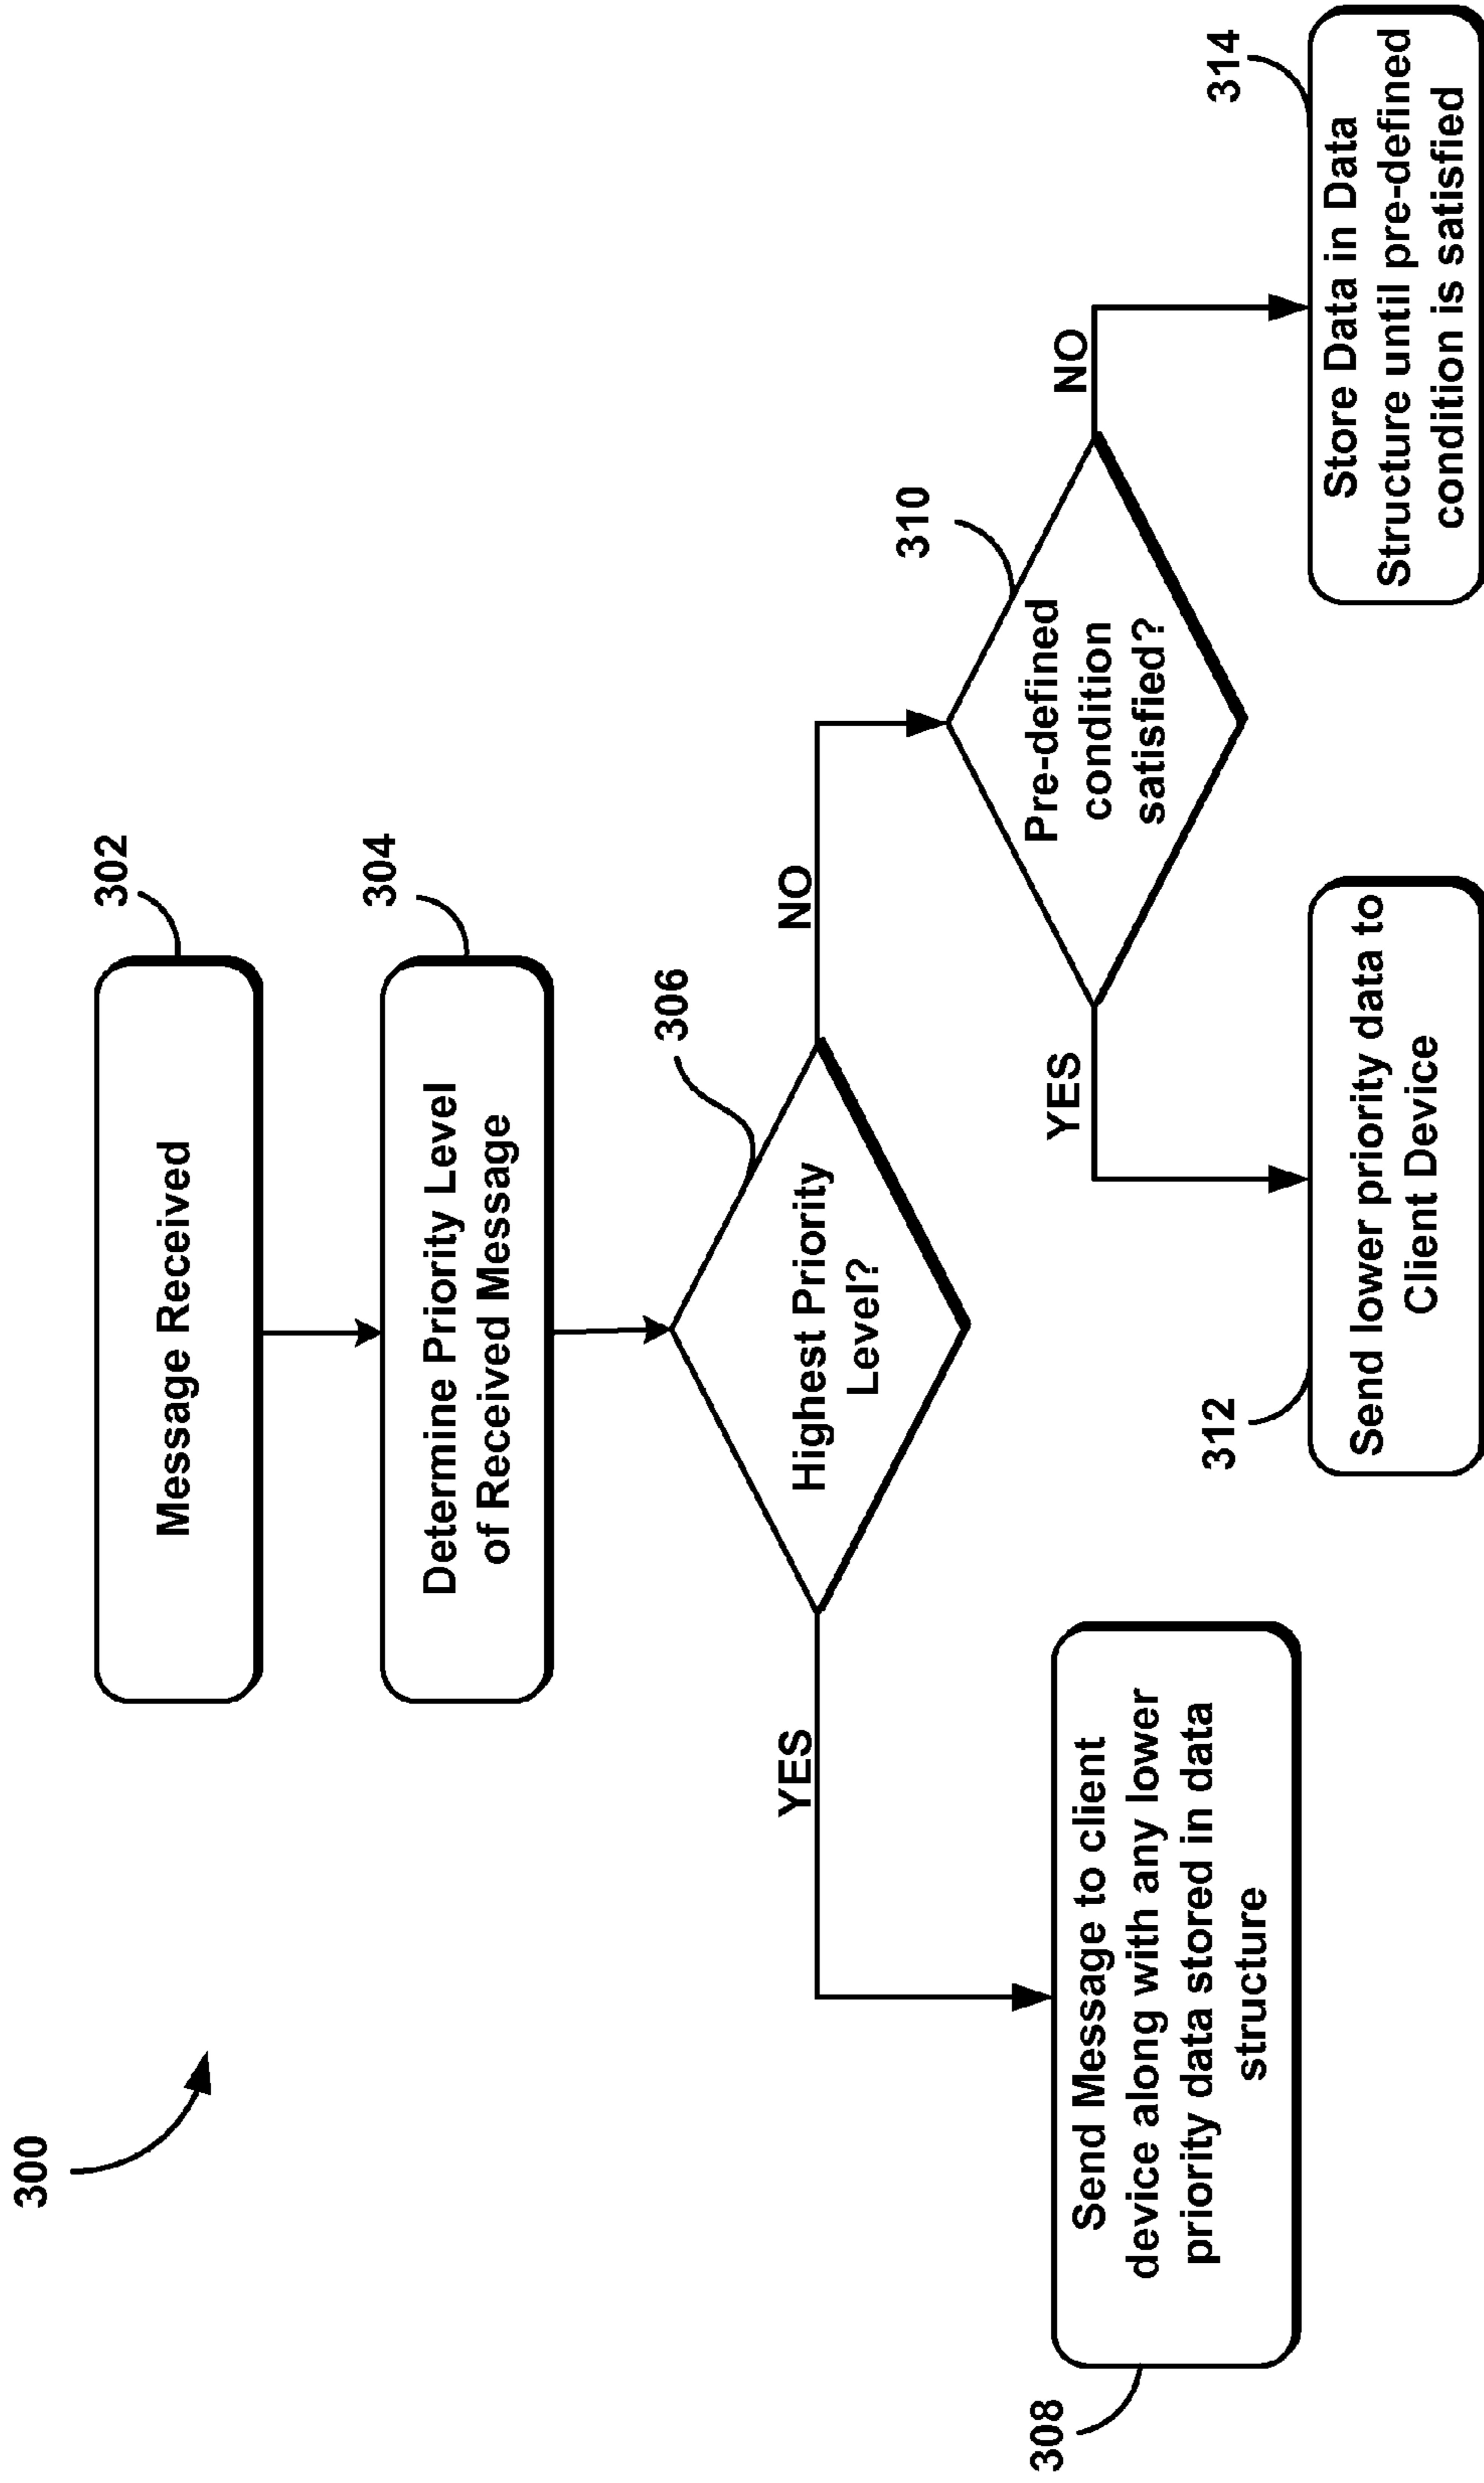 300
302
Message Received
304
Determine Priority Level
of Received Message
306
Highest Priority
Level?
YES
NO
308
Send Message to client
device along with any lower
priority data stored in data
structure
310
Pre-defined
condition
satisfied?
YES
NO
312
Send lower priority data to
Client Device
314
Store Data in Data
Structure until pre-defined
condition is satisfied